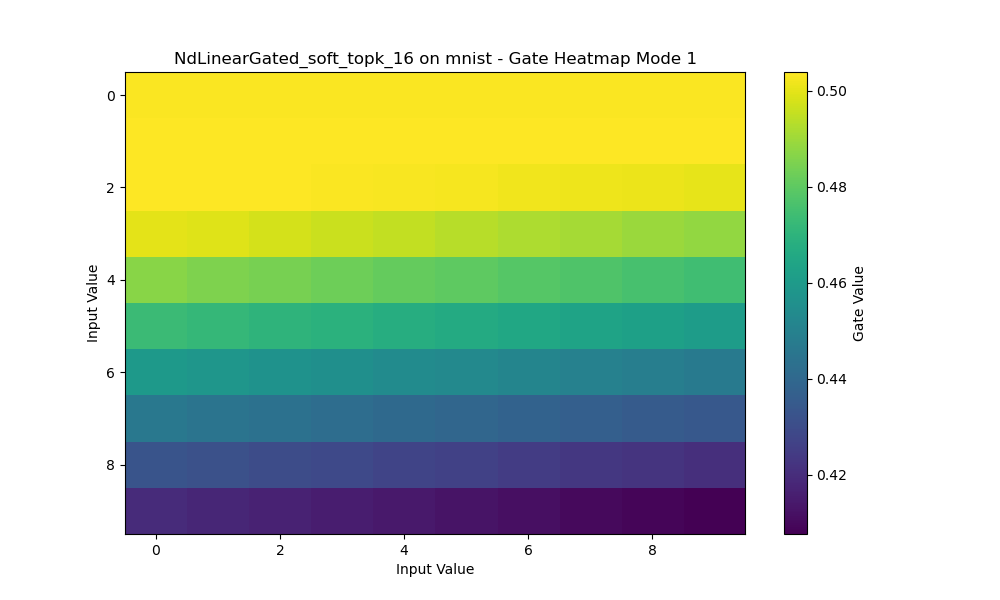 NdLinearGated_soft_topk_16 on mnist - Gate Heatmap Mode 1
0
2
4
6
8
Input Value
0 2 4 6 8
Input Value
0.50
0.48
0.46
0.44
0.42
Gate Value